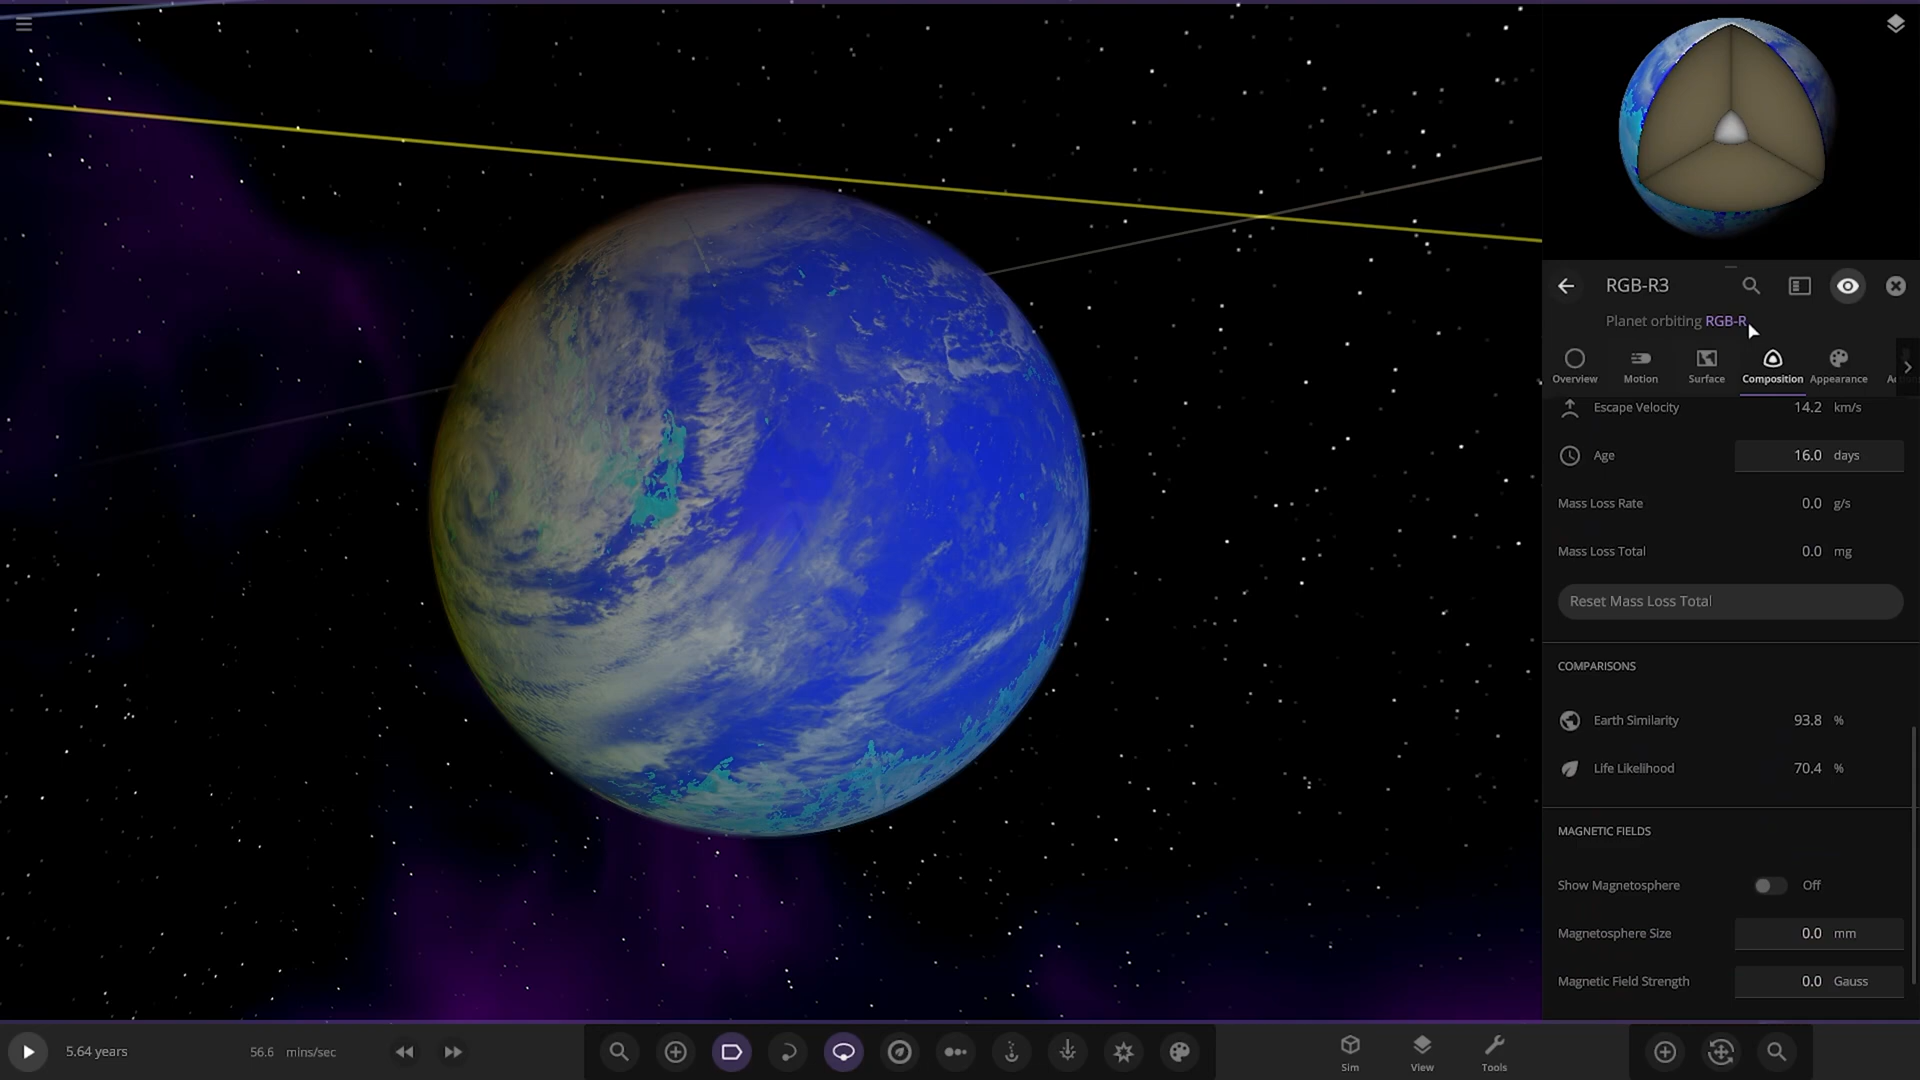 RGB-R3
Planet orbiting RGB-R
Overview
Motion
Surface
Composition
Appearance
Escape Velocity 14.2 km/s
Age 16.0 days
Mass Loss Rate 0.0 g/s
Mass Loss Total 0.0 mg
Reset Mass Loss Total
COMPARISONS
Earth Similarity 93.8 %
Life Likelihood 70.4 %
MAGNETIC FIELDS
Show Magnetosphere Off
Magnetosphere Size 0.0 mm
Magnetic Field Strength 0.0 Gauss
5.64 years
56.6 mins/sec
Sim
View
Tools